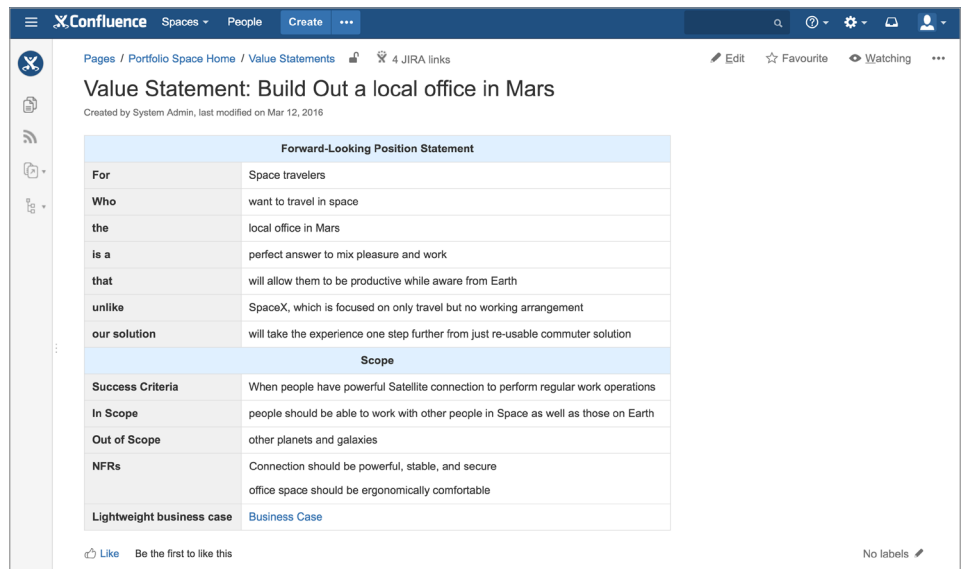 Confluence Spaces People Create •••
Pages / Portfolio Space Home / Value Statements 4 JIRA links Edit Favourite Watching •••
Value Statement: Build Out a local office in Mars
Created by System Admin, last modified on Mar 12, 2016
Forward-Looking Position Statement
For Space travelers
Who want to travel in space
the local office in Mars
is a perfect answer to mix pleasure and work
that will allow them to be productive while aware from Earth
unlike SpaceX, which is focused on only travel but no working arrangement
our solution will take the experience one step further from just re-usable commuter solution
Scope
Success Criteria When people have powerful Satellite connection to perform regular work operations
In Scope people should be able to work with other people in Space as well as those on Earth
Out of Scope other planets and galaxies
NFRs Connection should be powerful, stable, and secure
office space should be ergonomically comfortable
Lightweight business case Business Case
Like Be the first to like this No labels